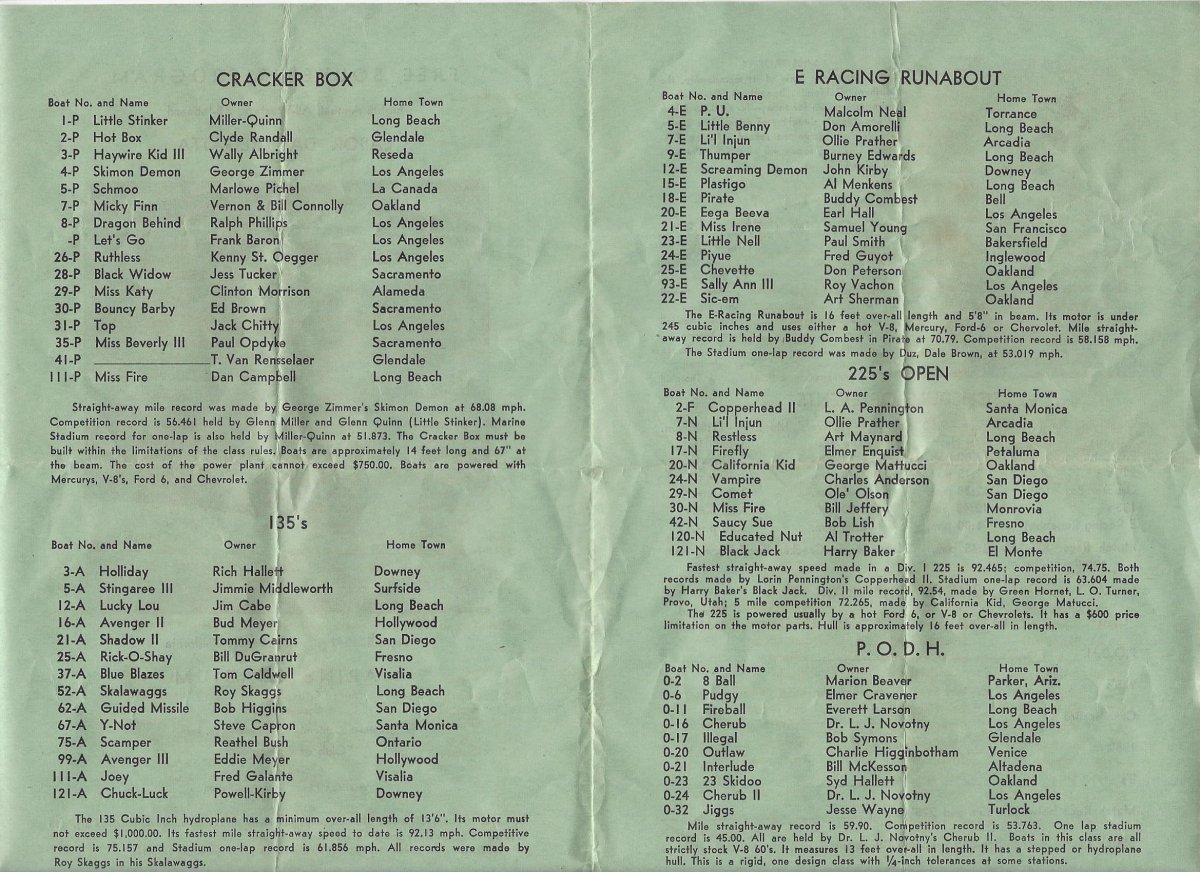 CRACKER BOX
Boat No. and Name Owner Home Town
1-P Little Stinker Miller-Quinn Long Beach
2-P Hot Box Clyde Randall Glendale
3-P Haywire Kid III Wally Albright Reseda
4-P Skimon Demon George Zimmer Los Angeles
5-P Schmoo Marlowe Pichel La Canada
7-P Micky Finn Vernon & Bill Connolly Oakland
8-P Dragon Behind Ralph Phillips Los Angeles
-P Let's Go Frank Baron Los Angeles
26-P Ruthless Kenny St. Oegger Los Angeles
28-P Black Widow Jess Tucker Sacramento
29-P Miss Katy Clinton Morrison Alameda
30-P Bouncy Barby Ed Brown Sacramento
31-P Top Jack Chitty Los Angeles
35-P Miss Beverly III Paul Opdyke Sacramento
41-P ____________________T. Van Rensselaer Glendale
111-P Miss Fire Dan Campbell Long Beach
Straight-away mile record was made by George Zimmer's Skimon Demon at 68.08 mph.
Competition record is 56.461 held by Glenn Miller and Glenn Quinn (Little Stinker). Marine
Stadium record for one-lap is also held by Miller-Quinn at 51.873. The Cracker Box must be
built within the limitations of the class rules. Boats are approximately 14 feet long and 67" at
the beam. The cost of the power plant cannot exceed $750.00. Boats are powered with
Mercurys, V-8's, Ford 6, and Chevrolet.
135's
Boat No. and Name Owner Home Town
3-A Holliday Rich Hallett Downey
5-A Stingaree III Jimmie Middleworth Surfside
12-A Lucky Lou Jim Cabe Long Beach
16-A Avenger II Bud Meyer Hollywood
21-A Shadow II Tommy Cairns San Diego
25-A Rick-O-Shay Bill DuGranrut Fresno
37-A Blue Blazes Tom Caldwell Visalia
52-A Skalawaggs Roy Skaggs Long Beach
62-A Guided Missile Bob Higgins San Diego
67-A Y-Not Steve Capron Santa Monica
75-A Scamper Reathel Bush Ontario
99-A Avenger III Eddie Meyer Hollywood
111-A Joey Fred Galante Visalia
121-A Chuck-Luck Powell-Kirby Downey
The 135 Cubic Inch hydroplane has a minimum over-all length of 13'6". Its motor must
not exceed $1,000.00. Its fastest mile straight-away speed to date is 92.13 mph. Competitive
record is 75.157 and Stadium one-lap record is 61.856 mph. All records were made by
Roy Skaggs in his Skalawaggs.
E RACING RUNABOUT
Boat No. and Name Owner Home Town
4-E P. U. Malcolm Neal Torrance
5-E Little Benny Don Amorelli Long Beach
7-E Li'l Injun Ollie Prather Arcadia
9-E Thumper Burney Edwards Long Beach
12-E Screaming Demon John Kirby Downey
15-E Plastigo Al Menkens Long Beach
18-E Pirate Buddy Combest Bell
20-E Eega Beeva Earl Hall Los Angeles
21-E Miss Irene Samuel Young San Francisco
23-E Little Nell Paul Smith Bakersfield
24-E Piyue Fred Guyot Inglewood
25-E Chevette Don Peterson Oakland
93-E Sally Ann III Roy Vachon Los Angeles
22-E Sic-em Art Sherman Oakland
The E-Racing Runabout is 16 feet over-all length and 5'8" in beam. Its motor is under
245 cubic inches and uses either a hot V-8, Mercury, Ford-6 or Chervolet. Mile straight-
away record is held by Buddy Combest in Pirate at 70.79. Competition record is 58.158 mph.
The Stadium one-lap record was made by Duz, Dale Brown, at 53.019 mph.
225's OPEN
Boat No. and Name Owner Home Town
2-F Copperhead II L. A. Pennington Santa Monica
7-N Li'l Injun Ollie Prather Arcadia
8-N Restless Art Maynard Long Beach
17-N Firefly Elmer Enquist Petaluma
20-N California Kid George Mattucci Oakland
24-N Vampire Charles Anderson San Diego
29-N Comet Ole' Olson San Diego
30-N Miss Fire Bill Jeffery Monrovia
42-N Saucy Sue Bob Lish Fresno
120-N Educated Nut Al Trotter Long Beach
121-N Black Jack Harry Baker El Monte
Fastest straight-away speed made in a Div. I 225 is 92.465; competition, 74.75. Both
records made by Lorin Pennington's Copperhead II. Stadium one-lap record is 63.604 made
by Harry Baker's Black Jack. Div. II mile record, 92.54, made by Green Hornet, L. O. Turner,
Provo, Utah; 5 mile competition 72.265, made by California Kid, George Matucci.
The 225 is powered usually by a hot Ford 6, or V-8 or Chevrolets. It has a $600 price
limitation on the motor parts. Hull is approximately 16 feet over-all in length.
P. O. D. H.
Boat No. and Name Owner Home Town
0-2 8 Ball Marion Beaver Parker, Ariz.
0-6 Pudgy Elmer Cravener Los Angeles
0-11 Fireball Everett Larson Long Beach
0-16 Cherub Dr. L. J. Novotny Los Angeles
0-17 Illegal Bob Symons Glendale
0-20 Outlaw Charlie Higginbotham Venice
0-21 Interlude Bill McKesson Altadena
0-23 23 Skidoo Syd Hallett Oakland
0-24 Cherub II Dr. L. J. Novotny Los Angeles
0-32 Jiggs Jesse Wayne Turlock
Mile straight-away record is 59.90. Competition record is 53.763. One lap stadium
record is 45.00. All are held by Dr. L. J. Novotny's Cherub II. Boats in this class are all
strictly stock V-8 60's. It measures 13 feet over-all in length. It has a stepped or hydroplane
hull. This is a rigid, one design class with ¼-inch tolerances at some stations.